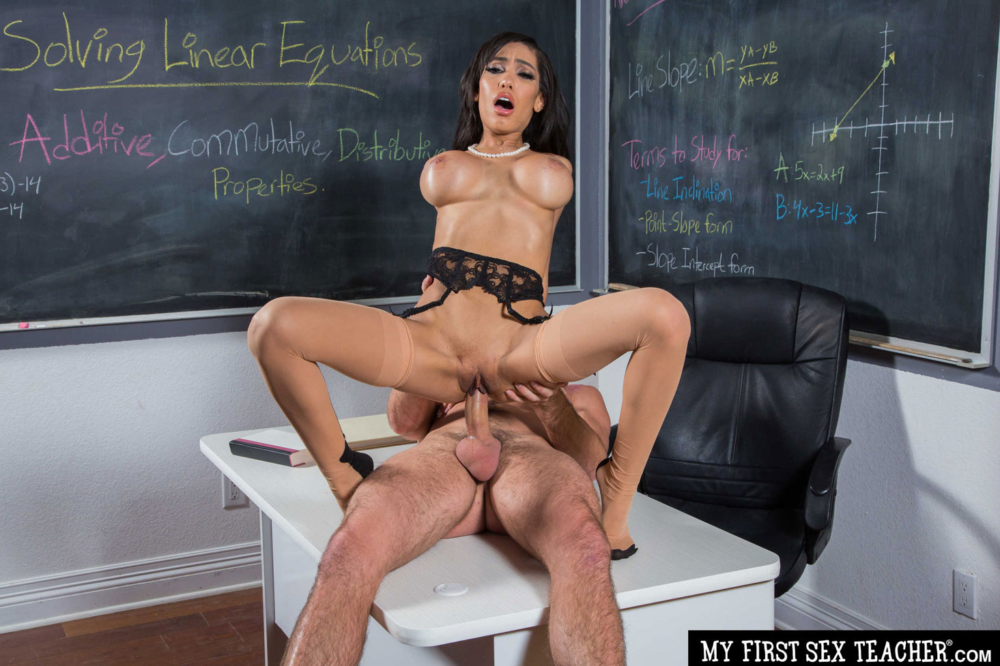 Solving Linear Equations
Additive, Commutative, Distributive
Properties.
3)-14
-14
Line Slope: m = yA-yB
xA-xB
Terms to Study for:
-Line Inclination
-Point-Slope form
-Slope Intercept form
A: 5x=2x+9
B: 4x-3=11-3x
MY FIRST SEX TEACHER®.COM